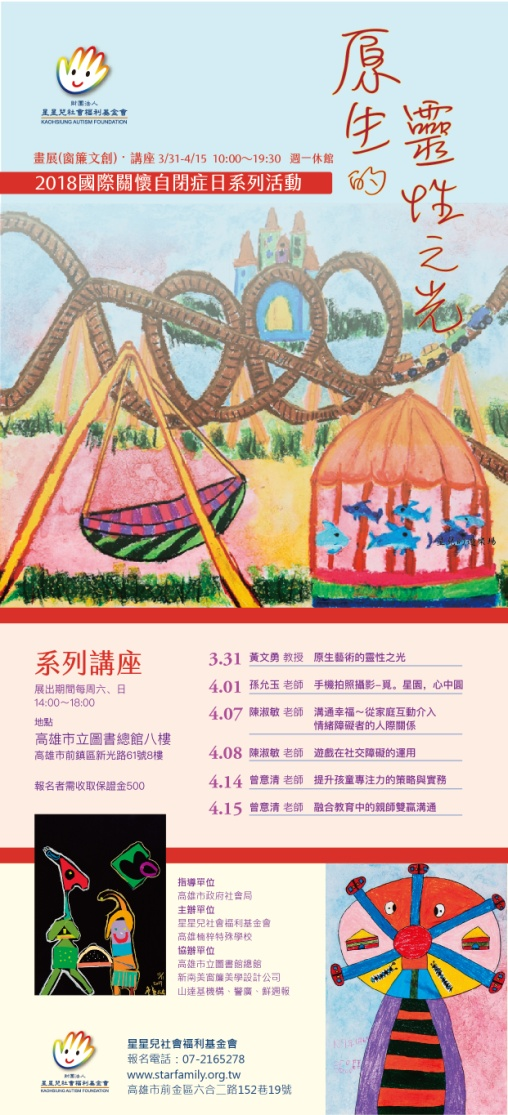 原生的
靈性之光
財團法人
星星兒社會福利基金會
KAOHSIUNG AUTISM FOUNDATION
畫展(窗簾文創)‧講座 3/31-4/15 10:00～19:30 週一休館
2018國際關懷自閉症日系列活動
系列講座
展出期間每周六、日
14:00～18:00
地點
高雄市立圖書總館八樓
高雄市前鎮區新光路61號8樓
報名者需收取保證金500
3.31 黃文勇 教授 原生藝術的靈性之光
4.01 孫允玉 老師 手機拍照攝影-覓。星園，心中圓
4.07 陳淑敏 老師 溝通幸福～從家庭互動介入
情緒障礙者的人際關係
4.08 陳淑敏 老師 遊戲在社交障礙的運用
4.14 曾意清 老師 提升孩童專注力的策略與實務
4.15 曾意清 老師 融合教育中的親師雙贏溝通
指導單位
高雄市政府社會局
主辦單位
星星兒社會福利基金會
高雄楠梓特殊學校
協辦單位
高雄市立圖書館總館
新南美窗簾美學設計公司
山達基機構‧警廣‧鮮週報
財團法人
星星兒社會福利基金會
KAOHSIUNG AUTISM FOUNDATION
星星兒社會福利基金會
報名電話：07-2165278
www.starfamily.org.tw
高雄市前金區六合二路152巷19號